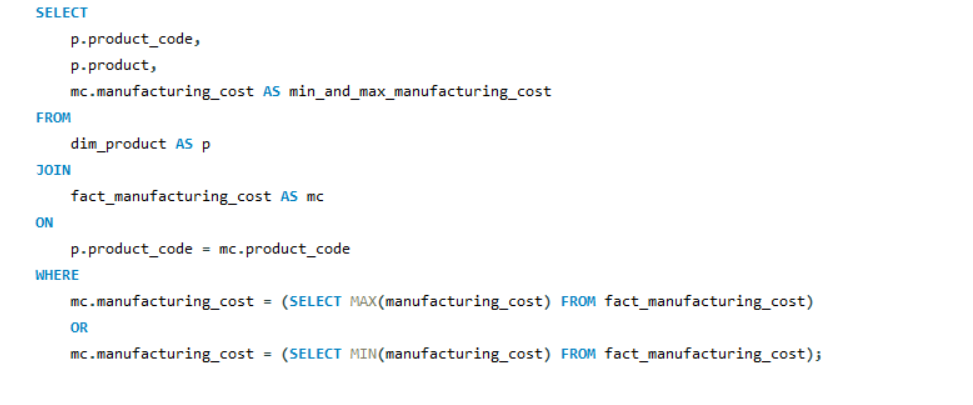 SELECT
p.product_code,
p.product,
mc.manufacturing_cost AS min_and_max_manufacturing_cost
FROM
dim_product AS p
JOIN
fact_manufacturing_cost AS mc
ON
p.product_code = mc.product_code
WHERE
mc.manufacturing_cost = (SELECT MAX(manufacturing_cost) FROM fact_manufacturing_cost)
OR
mc.manufacturing_cost = (SELECT MIN(manufacturing_cost) FROM fact_manufacturing_cost);